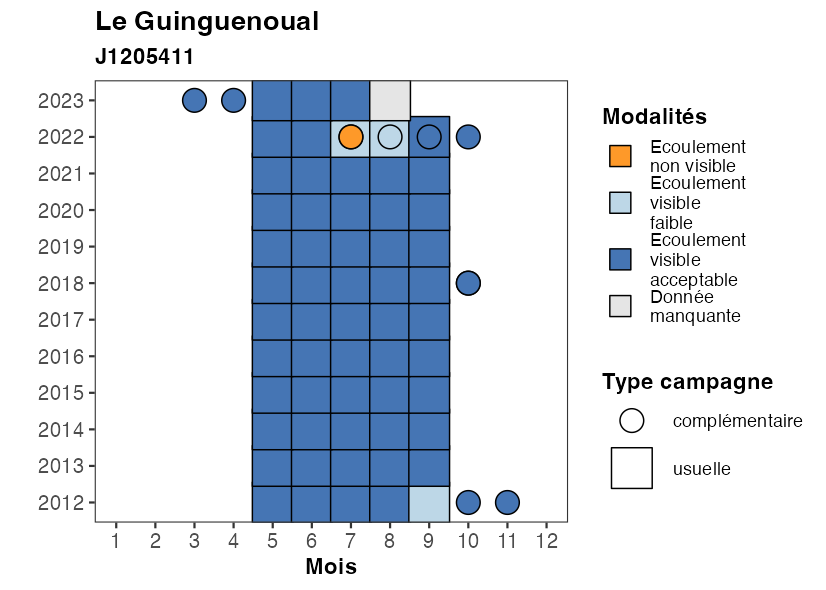 Le Guinguenoual
J1205411
2023
2022
2021
2020
2019
2018
2017
2016
2015
2014
2013
2012
1 2 3 4 5 6 7 8 9 10 11 12
Mois
Modalités
Ecoulement
non visible
Ecoulement
visible
faible
Ecoulement
visible
acceptable
Donnée
manquante
Type campagne
complémentaire
usuelle